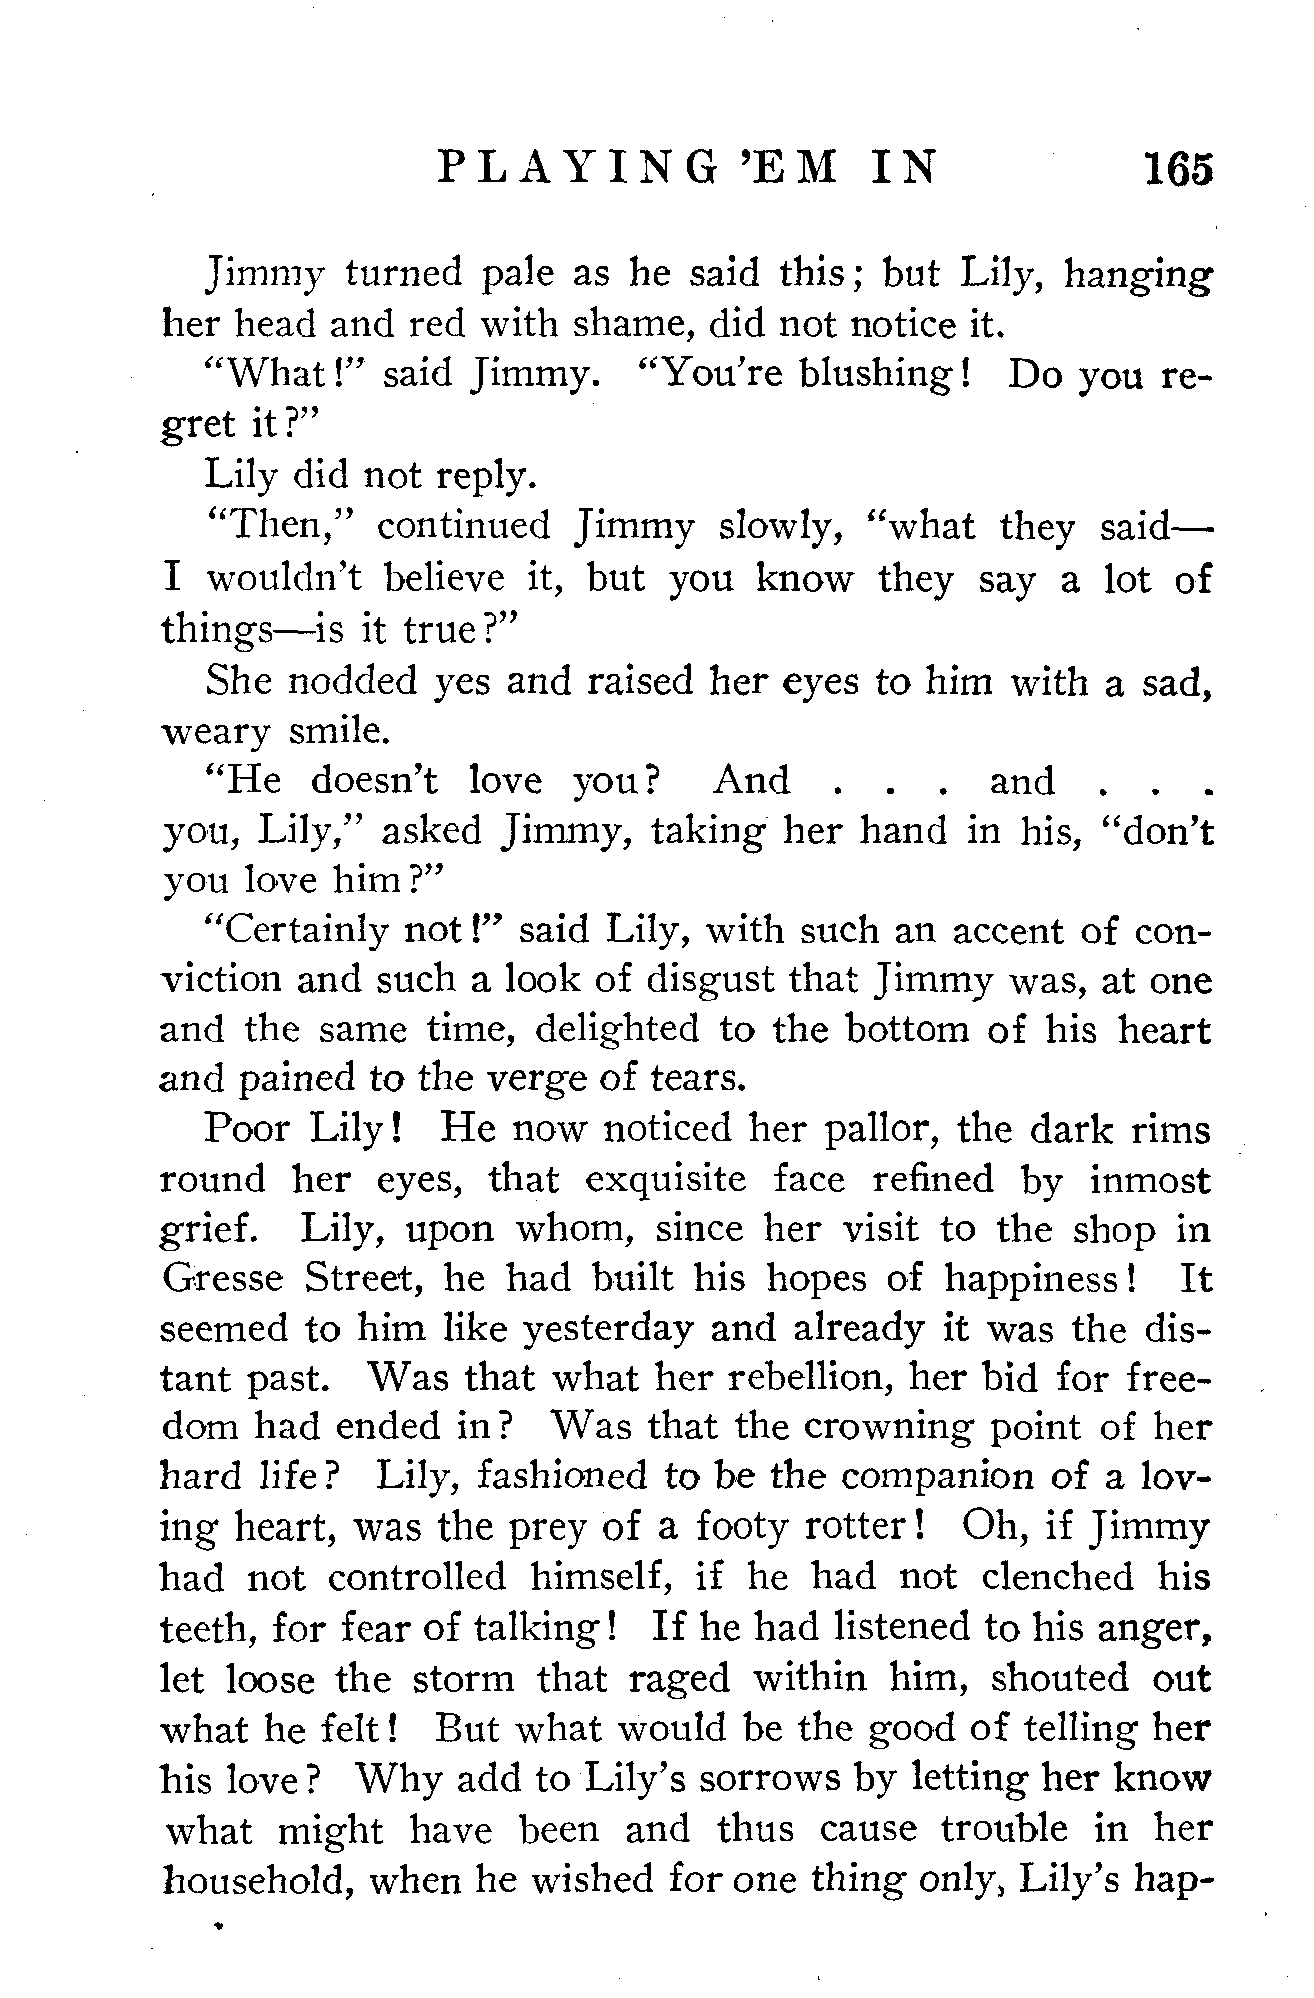 PLAYING 'EM IN 165
Jimmy turned pale as he said this; but Lily, hanging
her head and red with shame, did not notice it.
"What!" said Jimmy. "You're blushing! Do you re-
gret it?"
Lily did not reply.
"Then," continued Jimmy slowly, "what they said—
I wouldn't believe it, but you know they say a lot of
things—is it true?"
She nodded yes and raised her eyes to him with a sad,
weary smile.
"He doesn't love you? And . . . and . . .
you, Lily," asked Jimmy, taking her hand in his, "don't
you love him?"
"Certainly not!" said Lily, with such an accent of con-
viction and such a look of disgust that Jimmy was, at one
and the same time, delighted to the bottom of his heart
and pained to the verge of tears.
Poor Lily! He now noticed her pallor, the dark rims
round her eyes, that exquisite face refined by inmost
grief. Lily, upon whom, since her visit to the shop in
Gresse Street, he had built his hopes of happiness! It
seemed to him like yesterday and already it was the dis-
tant past. Was that what her rebellion, her bid for free-
dom had ended in? Was that the crowning point of her
hard life? Lily, fashioned to be the companion of a lov-
ing heart, was the prey of a footy rotter! Oh, if Jimmy
had not controlled himself, if he had not clenched his
teeth, for fear of talking! If he had listened to his anger,
let loose the storm that raged within him, shouted out
what he felt! But what would be the good of telling her
his love? Why add to Lily's sorrows by letting her know
what might have been and thus cause trouble in her
household, when he wished for one thing only, Lily's hap-